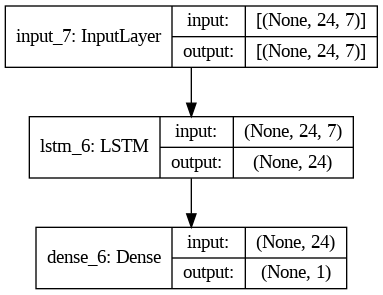 input_7: InputLayer
input: [(None, 24, 7)]
output: [(None, 24, 7)]
lstm_6: LSTM
input: (None, 24, 7)
output: (None, 24)
dense_6: Dense
input: (None, 24)
output: (None, 1)